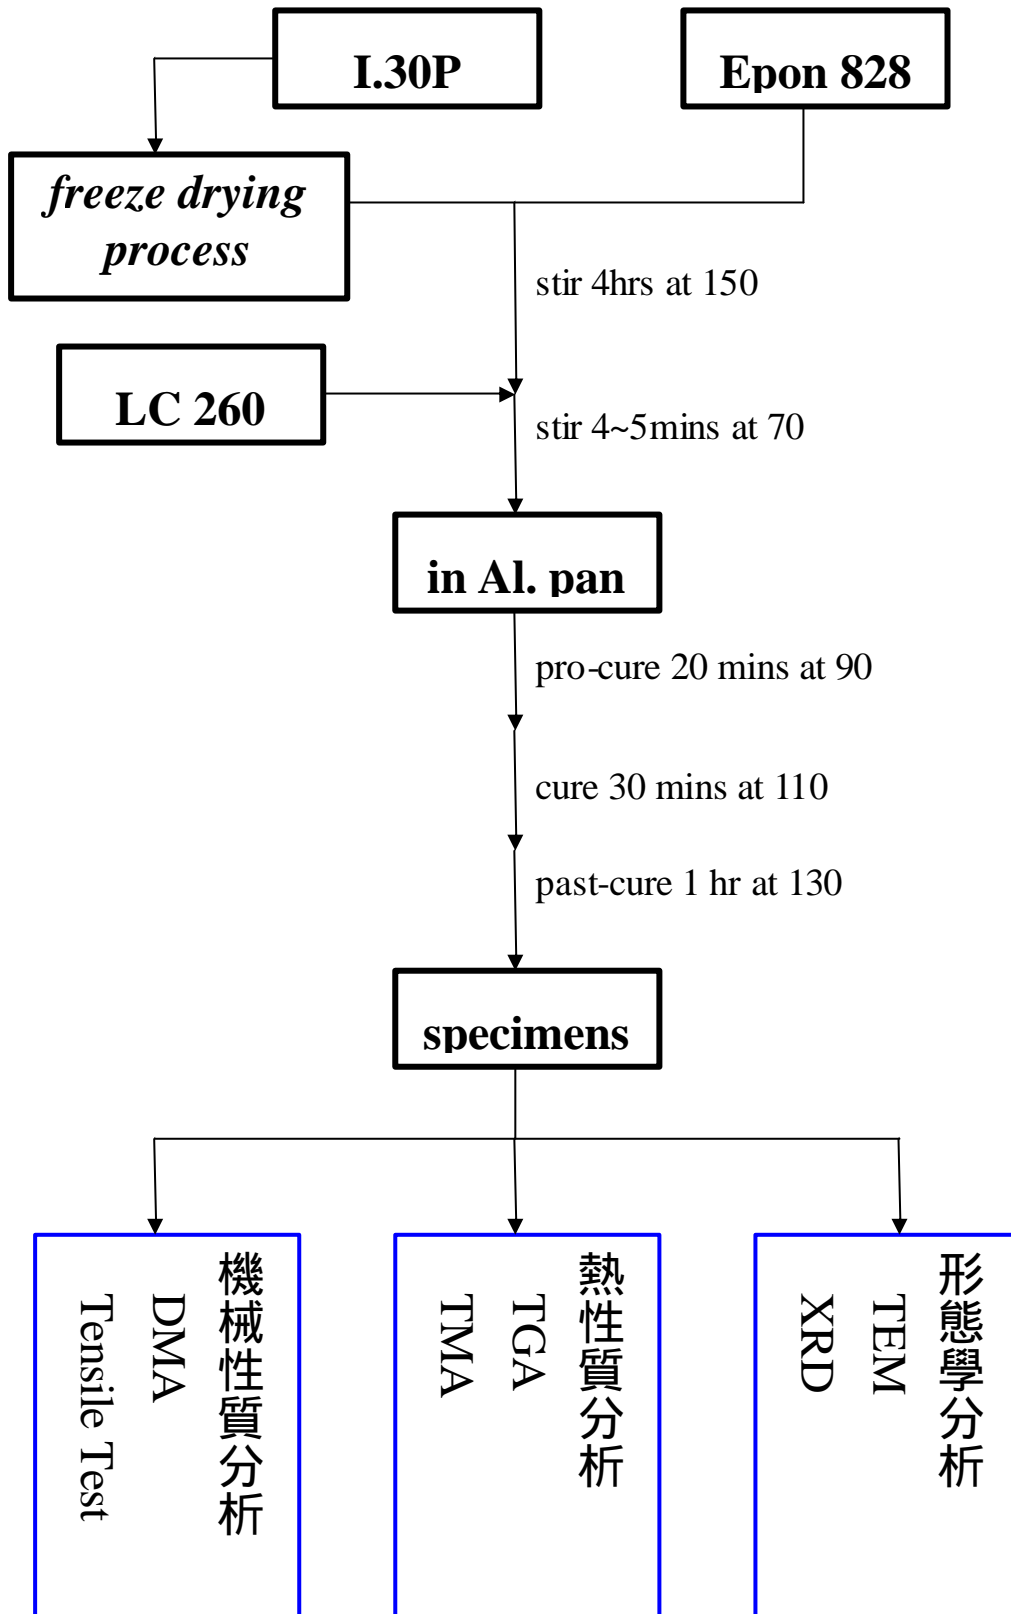 I.30P
Epon 828
freeze drying
process
stir 4hrs at 150
LC 260
stir 4~5mins at 70
in Al. pan
pro-cure 20 mins at 90
cure 30 mins at 110
past-cure 1 hr at 130
specimens
機械性質分析
DMA
Tensile Test
熱性質分析
TGA
TMA
形態學分析
TEM
XRD